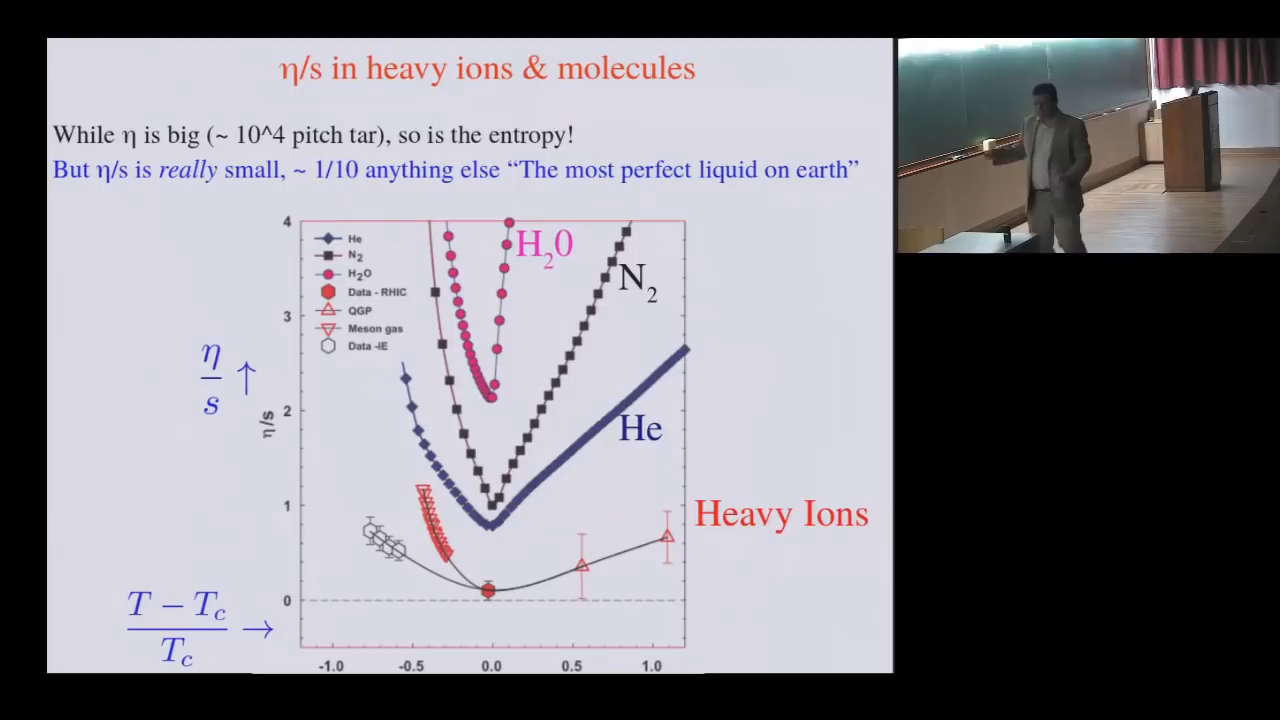 η/s in heavy ions & molecules
While η is big (~ 10^4 pitch tar), so is the entropy!
But η/s is really small, ~ 1/10 anything else “The most perfect liquid on earth”
4
3
2
1
0
η/s
He
N2
H2O
Data - RHIC
QGP
Meson gas
Data -IE
H20
N2
He
Heavy Ions
η/s ↑
T − Tc
Tc
→
-1.0 -0.5 0.0 0.5 1.0